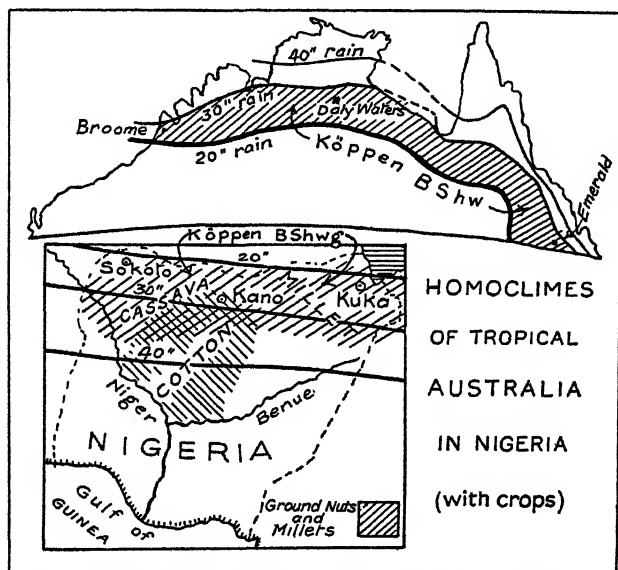 40" rain
30" rain
Daly Waters
Broome
20" rain
Köppen BShw
Emerald
Köppen BShwg
20"
Sokoto
30"
CASSAVA
Kano
Kuka
40"
COTTON
Niger
Benue
NIGERIA
Gulf of
GUINEA
Ground Nuts
and
Millets
HOMOCLIMES
OF TROPICAL
AUSTRALIA
IN NIGERIA
(with crops)